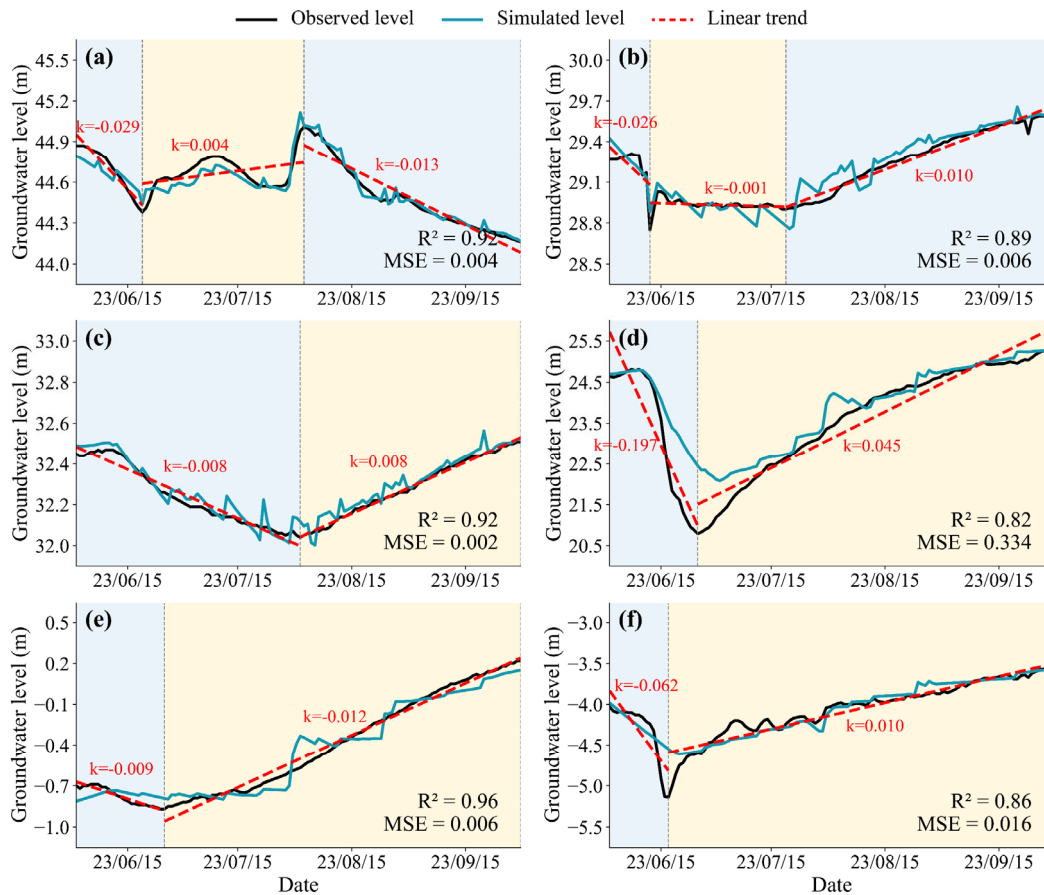 Observed level Simulated level Linear trend
(a)
Groundwater level (m)
45.5
45.2
44.9
44.6
44.3
44.0
k=-0.029
k=0.004
k=-0.013
R² = 0.92
MSE = 0.004
23/06/15 23/07/15 23/08/15 23/09/15
(b)
Groundwater level (m)
30.0
29.7
29.4
29.1
28.8
28.5
k=-0.026
k=-0.001
k=0.010
R² = 0.89
MSE = 0.006
23/06/15 23/07/15 23/08/15 23/09/15
(c)
Groundwater level (m)
33.0
32.8
32.6
32.4
32.2
32.0
k=-0.008
k=0.008
R² = 0.92
MSE = 0.002
23/06/15 23/07/15 23/08/15 23/09/15
(d)
Groundwater level (m)
25.5
24.5
23.5
22.5
21.5
20.5
k=-0.197
k=0.045
R² = 0.82
MSE = 0.334
23/06/15 23/07/15 23/08/15 23/09/15
(e)
Groundwater level (m)
0.5
0.2
−0.1
−0.4
−0.7
−1.0
k=-0.009
k=-0.012
R² = 0.96
MSE = 0.006
23/06/15 23/07/15 23/08/15 23/09/15
Date
(f)
Groundwater level (m)
−3.0
−3.5
−4.0
−4.5
−5.0
−5.5
k=-0.062
k=0.010
R² = 0.86
MSE = 0.016
23/06/15 23/07/15 23/08/15 23/09/15
Date